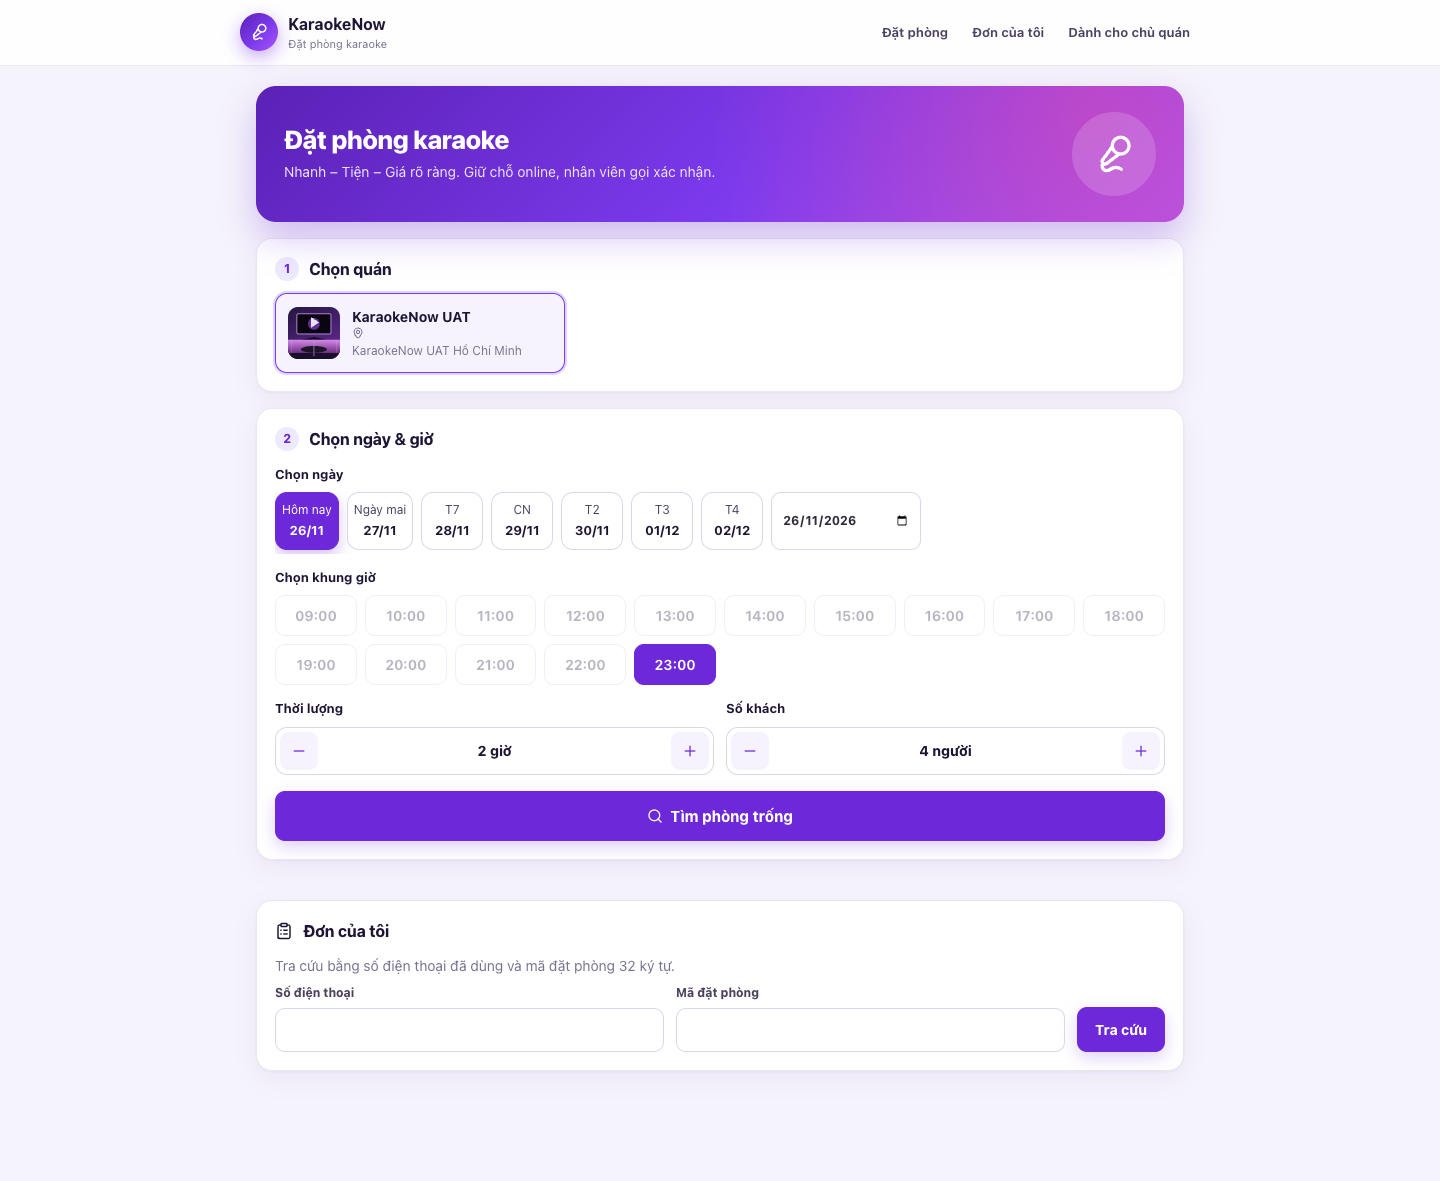 KaraokeNow
Đặt phòng karaoke
Đặt phòng
Đơn của tôi
Dành cho chủ quán
Đặt phòng karaoke
Nhanh – Tiện – Giá rõ ràng. Giữ chỗ online, nhân viên gọi xác nhận.
1 Chọn quán
KaraokeNow UAT
KaraokeNow UAT Hồ Chí Minh
2 Chọn ngày & giờ
Chọn ngày
Hôm nay
26/11
Ngày mai
27/11
T7
28/11
CN
29/11
T2
30/11
T3
01/12
T4
02/12
26/11/2026
Chọn khung giờ
09:00 10:00 11:00 12:00 13:00 14:00 15:00 16:00 17:00 18:00
19:00 20:00 21:00 22:00 23:00
Thời lượng
2 giờ
Số khách
4 người
Tìm phòng trống
Đơn của tôi
Tra cứu bằng số điện thoại đã dùng và mã đặt phòng 32 ký tự.
Số điện thoại
Mã đặt phòng
Tra cứu